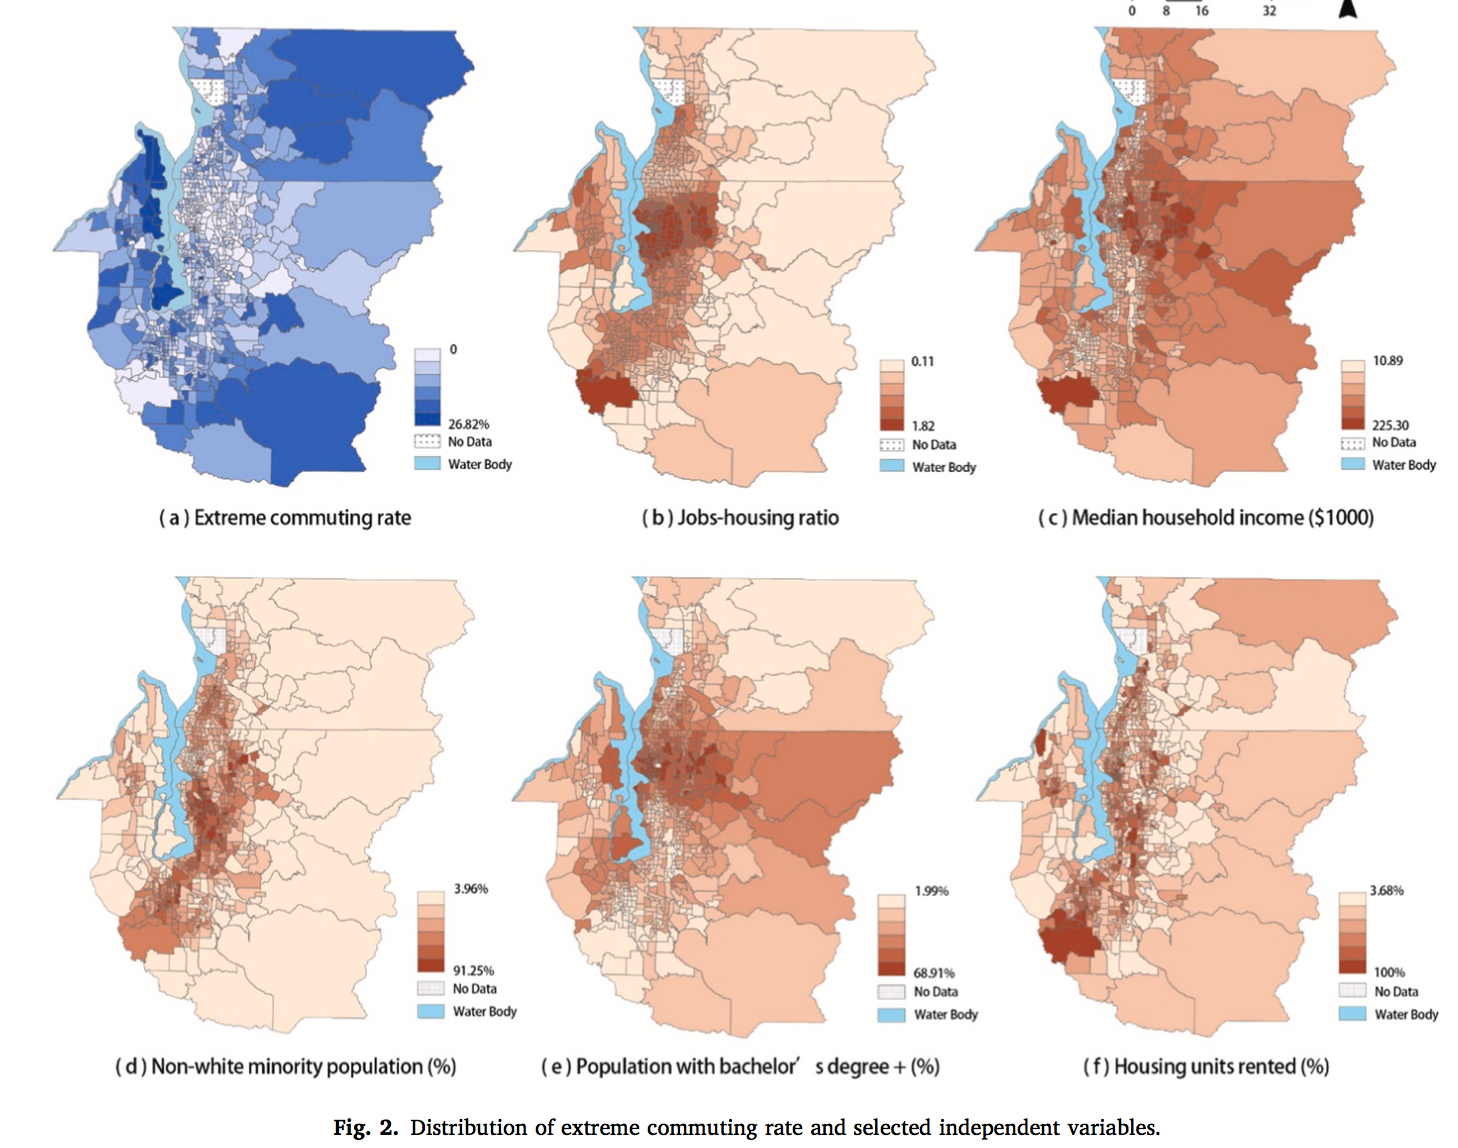 0 8 16 32
0
26.82%
No Data
Water Body
0.11
1.82
No Data
Water Body
10.89
225.30
No Data
Water Body
( a ) Extreme commuting rate
( b ) Jobs-housing ratio
( c ) Median household income ($1000)
3.96%
91.25%
No Data
Water Body
1.99%
68.91%
No Data
Water Body
3.68%
100%
No Data
Water Body
( d ) Non-white minority population (%)
( e ) Population with bachelor’ s degree + (%)
( f ) Housing units rented (%)
Fig. 2. Distribution of extreme commuting rate and selected independent variables.